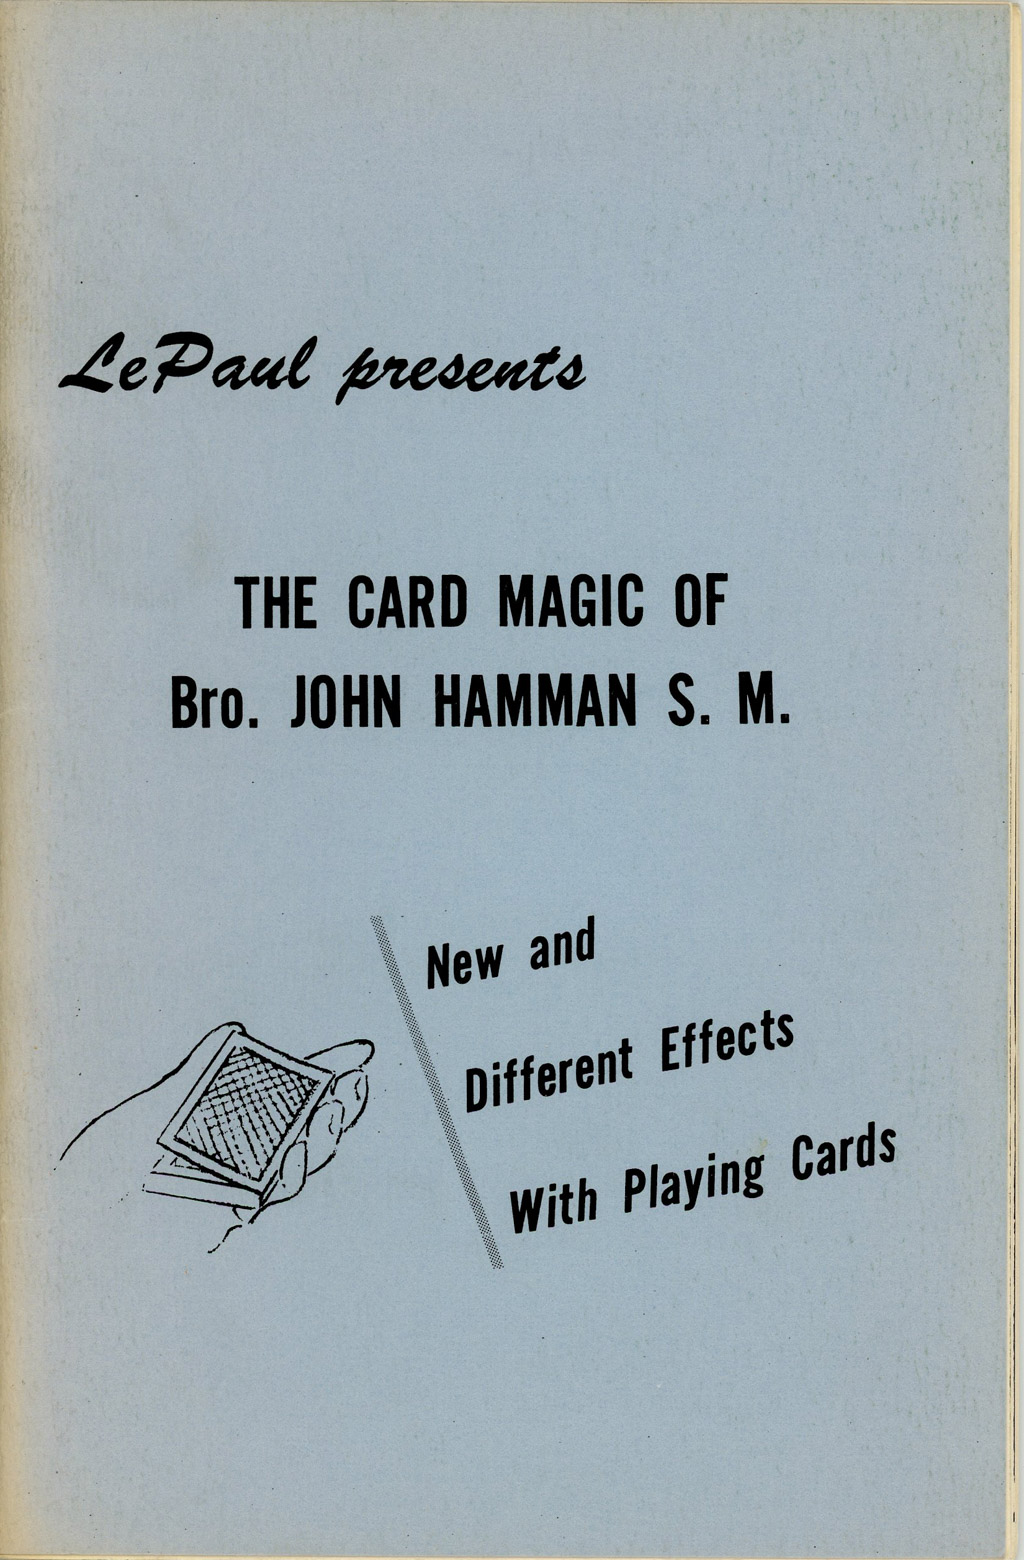 LePaul presents
THE CARD MAGIC OF
Bro. JOHN HAMMAN S. M.
New and
Different Effects
With Playing Cards